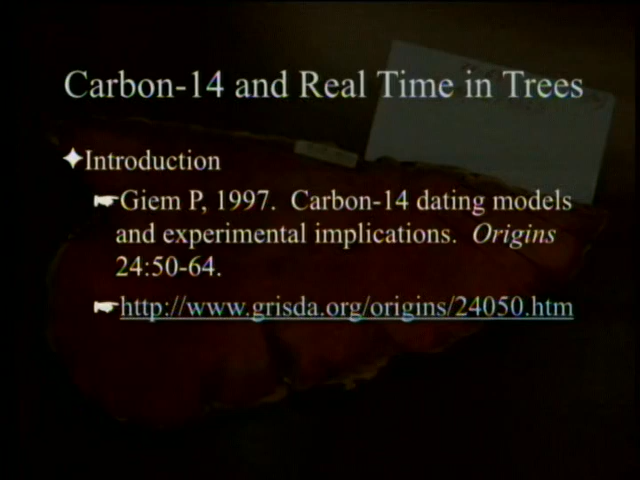 Carbon-14 and Real Time in Trees
Introduction
Giem P, 1997. Carbon-14 dating models
and experimental implications. Origins
24:50-64.
http://www.grisda.org/origins/24050.htm